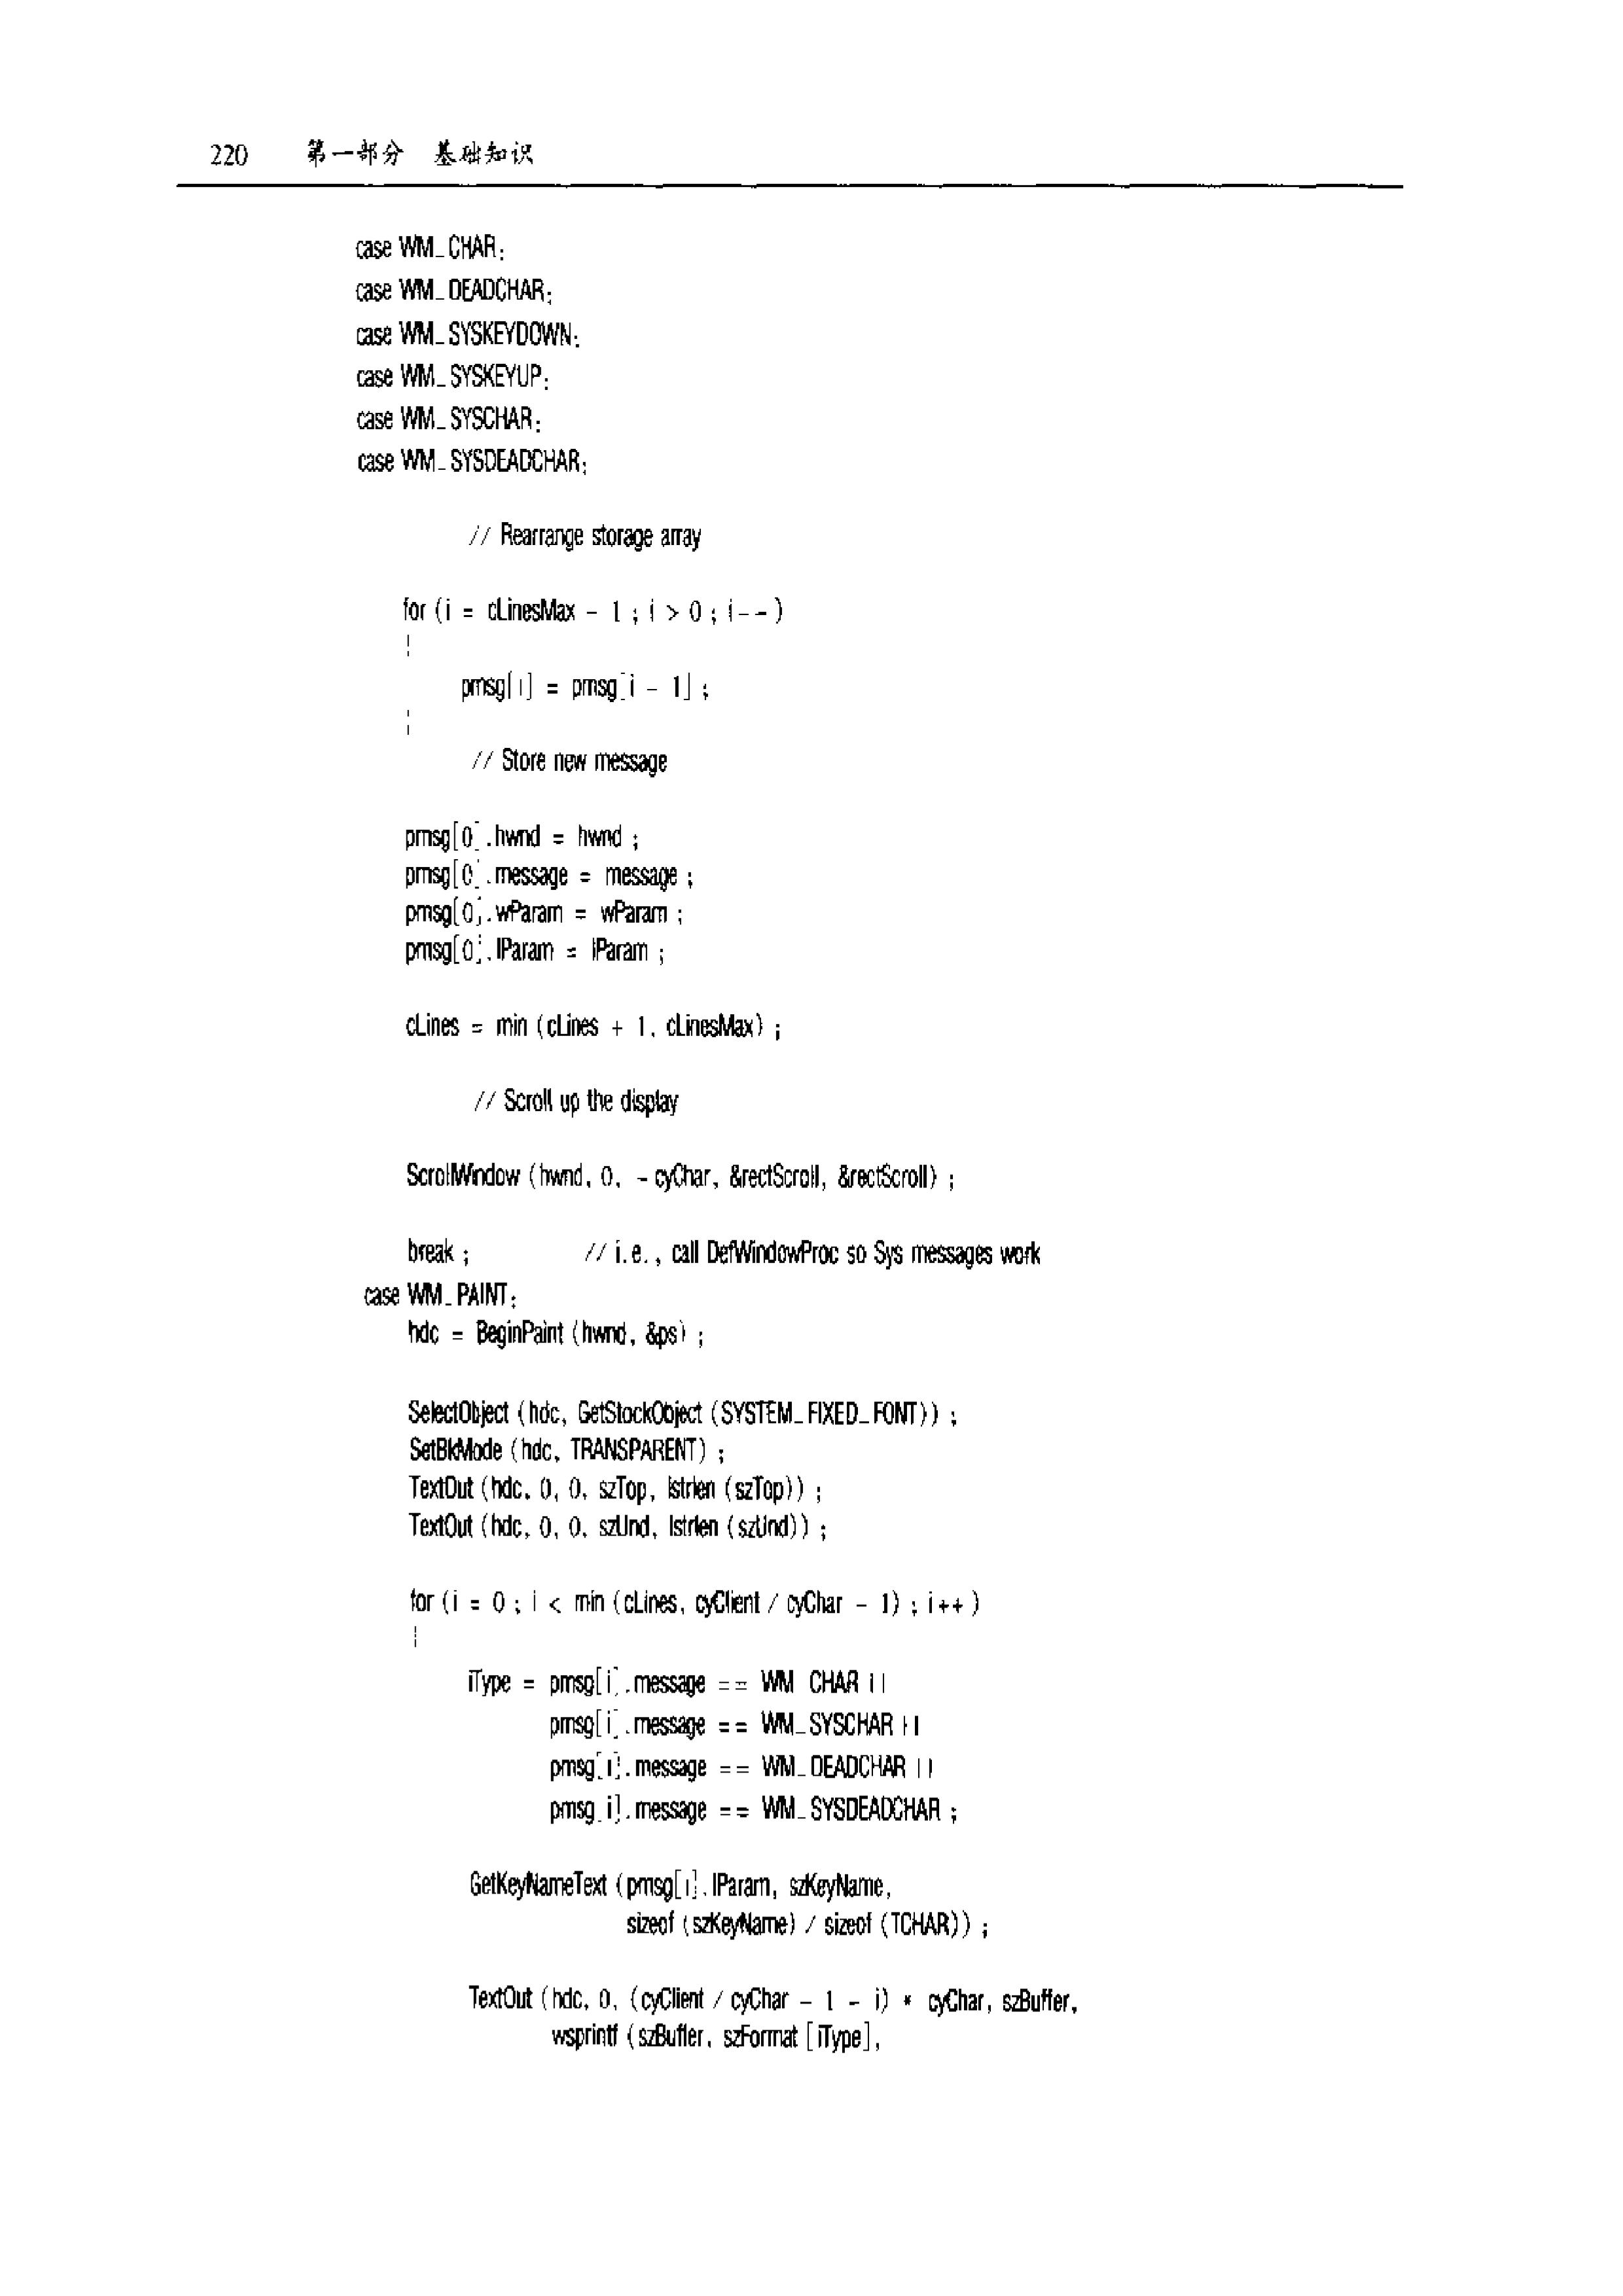 220 第一部分 基础知识
case WM_CHAR:
case WM_DEADCHAR:
case WM_SYSKEYDOWN:
case WM_SYSKEYUP:
case WM_SYSCHAR:
case WM_SYSDEADCHAR:
// Rearrange storage array
for (i = cLinesMax - 1 ; i > 0 ; i-- )
{
pmsg[i] = pmsg[i - 1] ;
}
// Store new message
pmsg[0].hwnd = hwnd ;
pmsg[0].message = message ;
pmsg[0].wParam = wParam ;
pmsg[0].lParam = lParam ;
cLines = min (cLines + 1, cLinesMax) ;
// Scroll up the display
ScrollWindow (hwnd, 0, - cyChar, &rectScroll, &rectScroll) ;
break ; // i.e., call DefWindowProc so Sys messages work
case WM_PAINT:
hdc = BeginPaint (hwnd, &ps) ;
SelectObject (hdc, GetStockObject (SYSTEM_FIXED_FONT)) ;
SetBkMode (hdc, TRANSPARENT) ;
TextOut (hdc, 0, 0, szTop, lstrlen (szTop)) ;
TextOut (hdc, 0, 0, szUnd, lstrlen (szUnd)) ;
for (i = 0 ; i < min (cLines, cyClient / cyChar - 1) ; i++ )
{
iType = pmsg[i].message == WM_CHAR ||
pmsg[i].message == WM_SYSCHAR ||
pmsg[i].message == WM_DEADCHAR ||
pmsg[i].message == WM_SYSDEADCHAR ;
GetKeyNameText (pmsg[i].lParam, szKeyName,
sizeof (szKeyName) / sizeof (TCHAR)) ;
TextOut (hdc, 0, (cyClient / cyChar - 1 - i) * cyChar, szBuffer,
wsprintf (szBuffer, szFormat [iType],